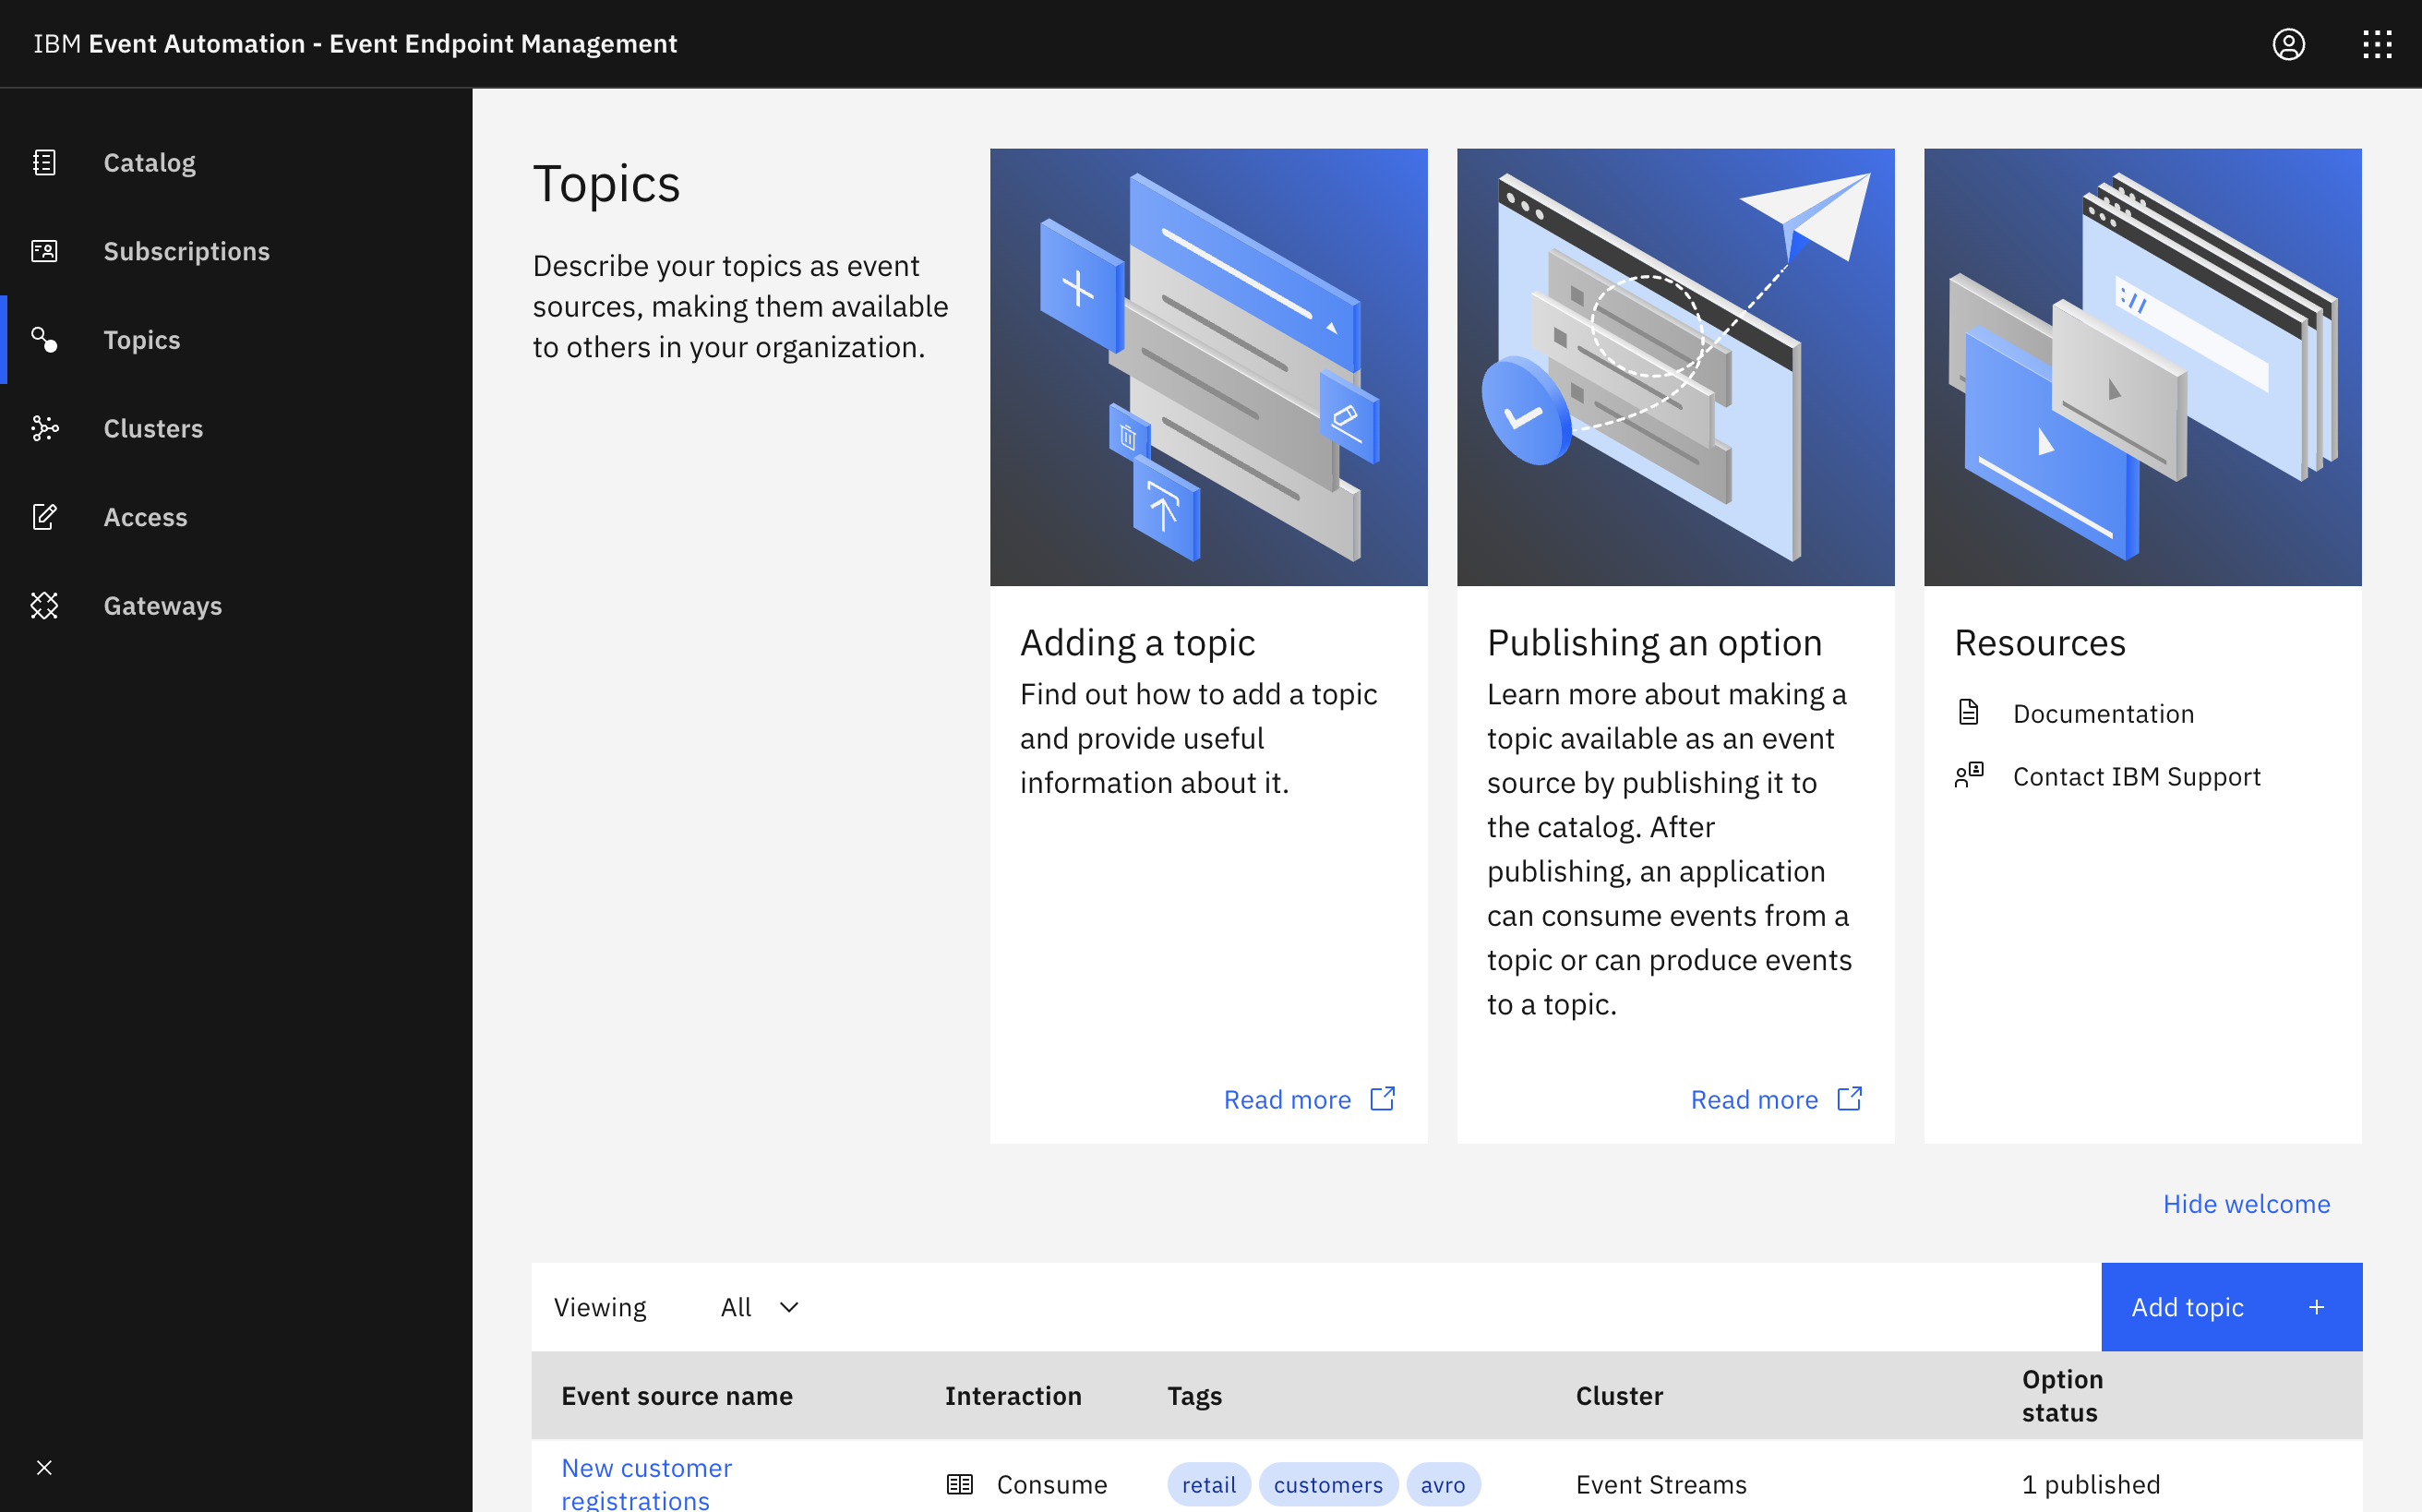 IBM Event Automation - Event Endpoint Management
Catalog
Subscriptions
Topics
Clusters
Access
Gateways
Topics
Describe your topics as event
sources, making them available
to others in your organization.
Adding a topic
Find out how to add a topic
and provide useful
information about it.
Read more
Publishing an option
Learn more about making a
topic available as an event
source by publishing it to
the catalog. After
publishing, an application
can consume events from a
topic or can produce events
to a topic.
Read more
://
Resources
Documentation
Contact IBM Support
Hide welcome
Viewing All
Add topic +
Event source name Interaction Tags Cluster Option
status
New customer
registrations
Consume retail customers avro Event Streams 1 published